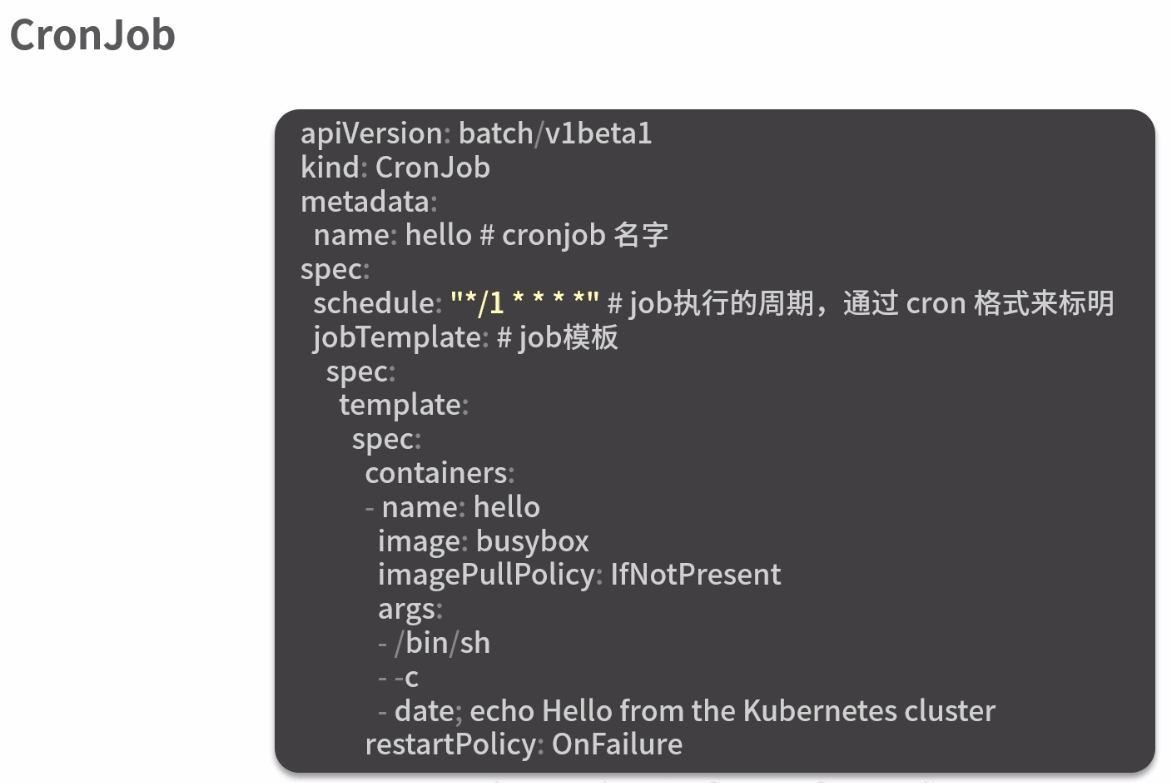 CronJob
apiVersion: batch/v1beta1
kind: CronJob
metadata:
  name: hello # cronjob 名字
spec:
  schedule: "*/1 * * * *" # job执行的周期，通过 cron 格式来标明
  jobTemplate: # job模板
    spec:
      template:
        spec:
          containers:
          - name: hello
            image: busybox
            imagePullPolicy: IfNotPresent
            args:
            - /bin/sh
            - -c
            - date; echo Hello from the Kubernetes cluster
          restartPolicy: OnFailure